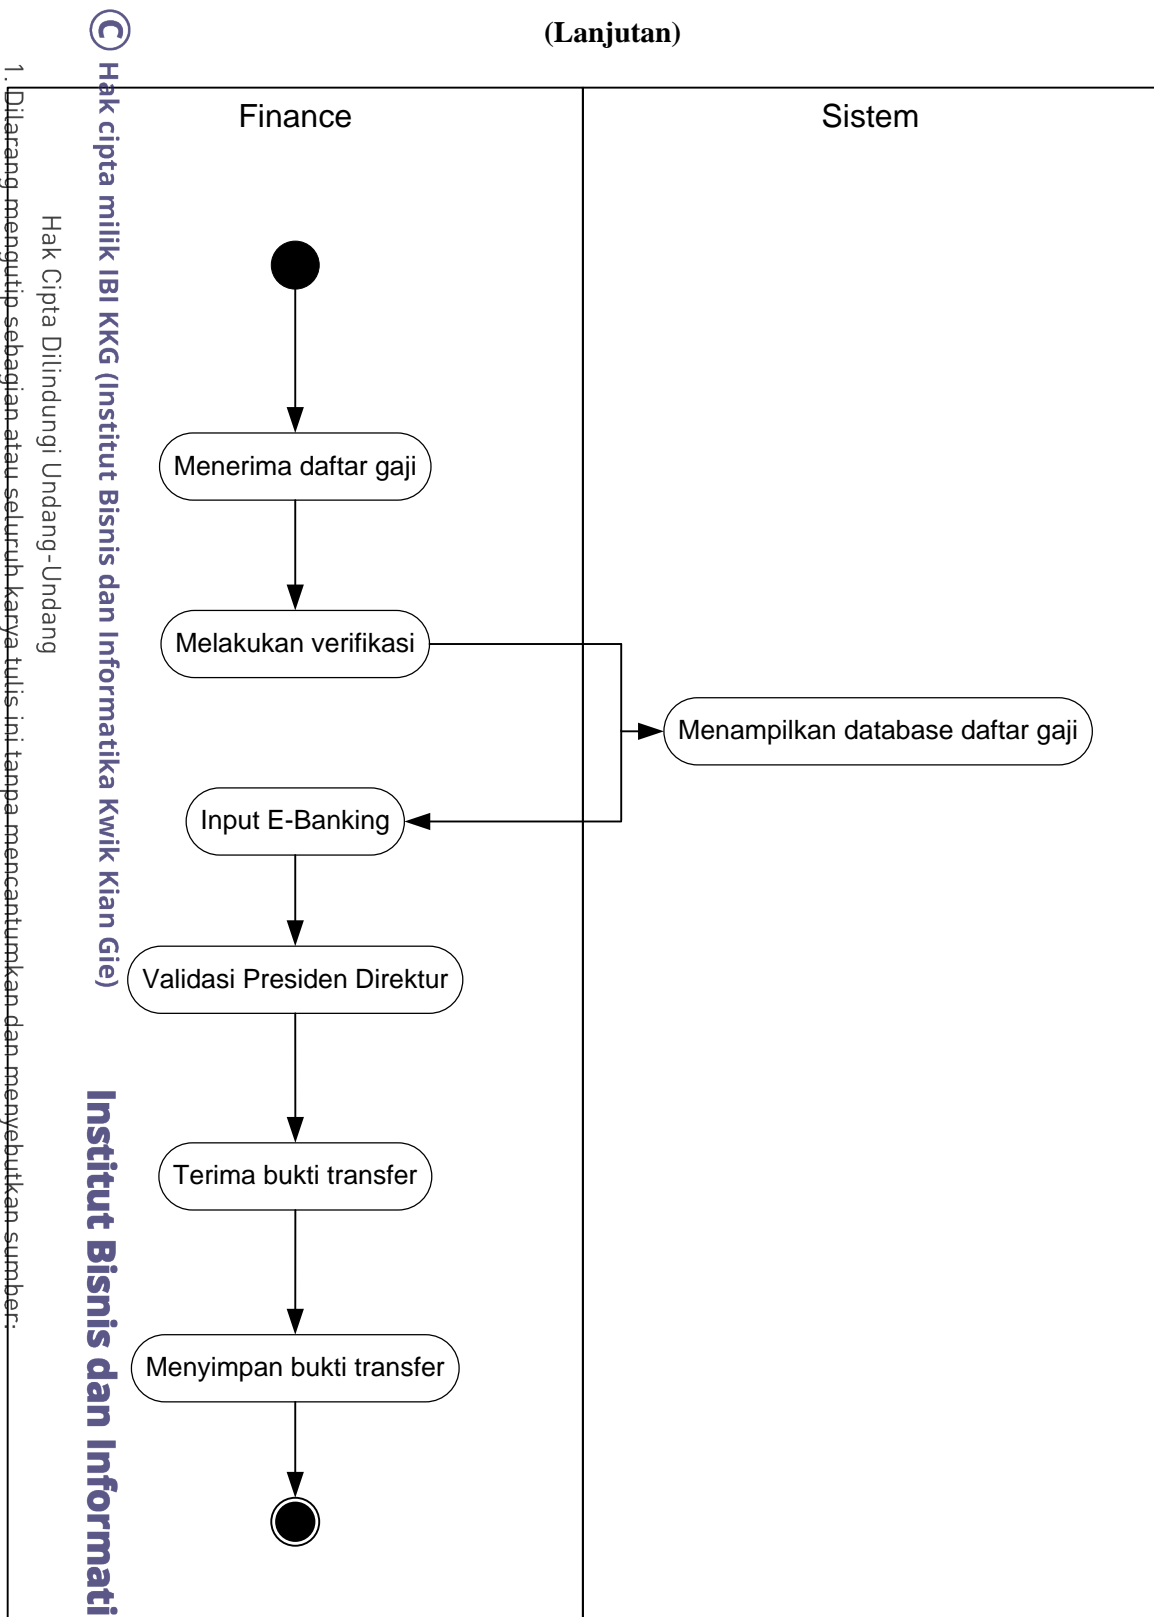 (Lanjutan)
© Hak cipta milik IBI KKG (Institut Bisnis dan Informatika Kwik Kian Gie)
Hak Cipta Dilindungi Undang-Undang
1. Dilarang mengutip sebagian atau seluruh karya tulis ini tanpa mencantumkan dan menyebutkan sumber:
Institut Bisnis dan Informati
Finance
Sistem
Menerima daftar gaji
Melakukan verifikasi
Menampilkan database daftar gaji
Input E-Banking
Validasi Presiden Direktur
Terima bukti transfer
Menyimpan bukti transfer